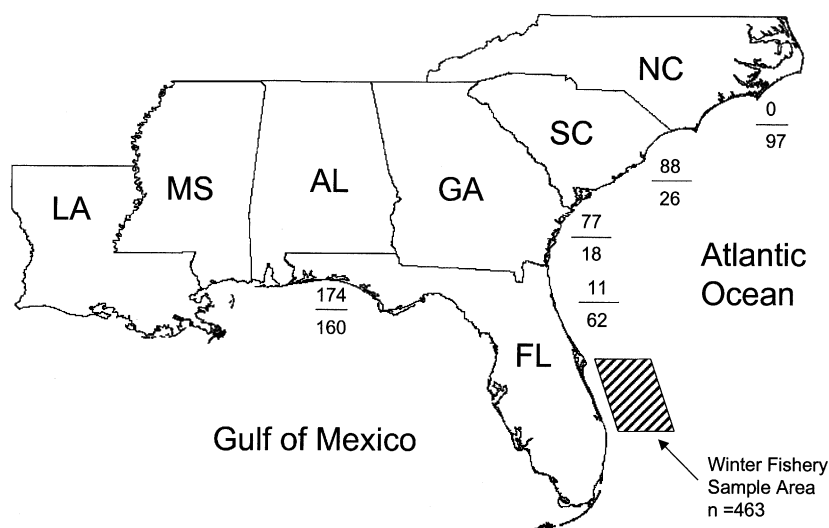 NC
0
97
SC
88
26
MS
AL
GA
LA
77
18
Atlantic
Ocean
174
160
11
62
FL
Gulf of Mexico
Winter Fishery
Sample Area
n =463